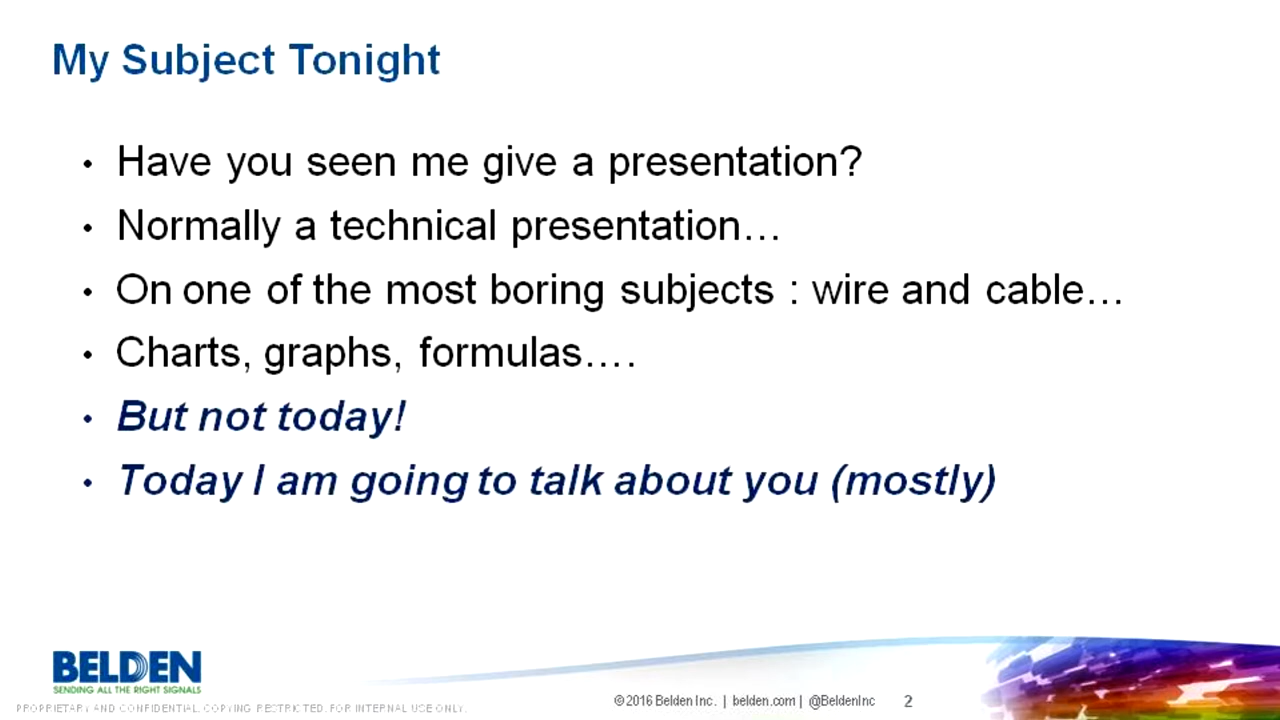 My Subject Tonight
• Have you seen me give a presentation?
• Normally a technical presentation…
• On one of the most boring subjects : wire and cable…
• Charts, graphs, formulas….
• But not today!
• Today I am going to talk about you (mostly)
BELDEN
SENDING ALL THE RIGHT SIGNALS
PROPRIETARY AND CONFIDENTIAL. COPYING RESTRICTED. FOR INTERNAL USE ONLY.
© 2016 Belden Inc. | belden.com | @BeldenInc 2